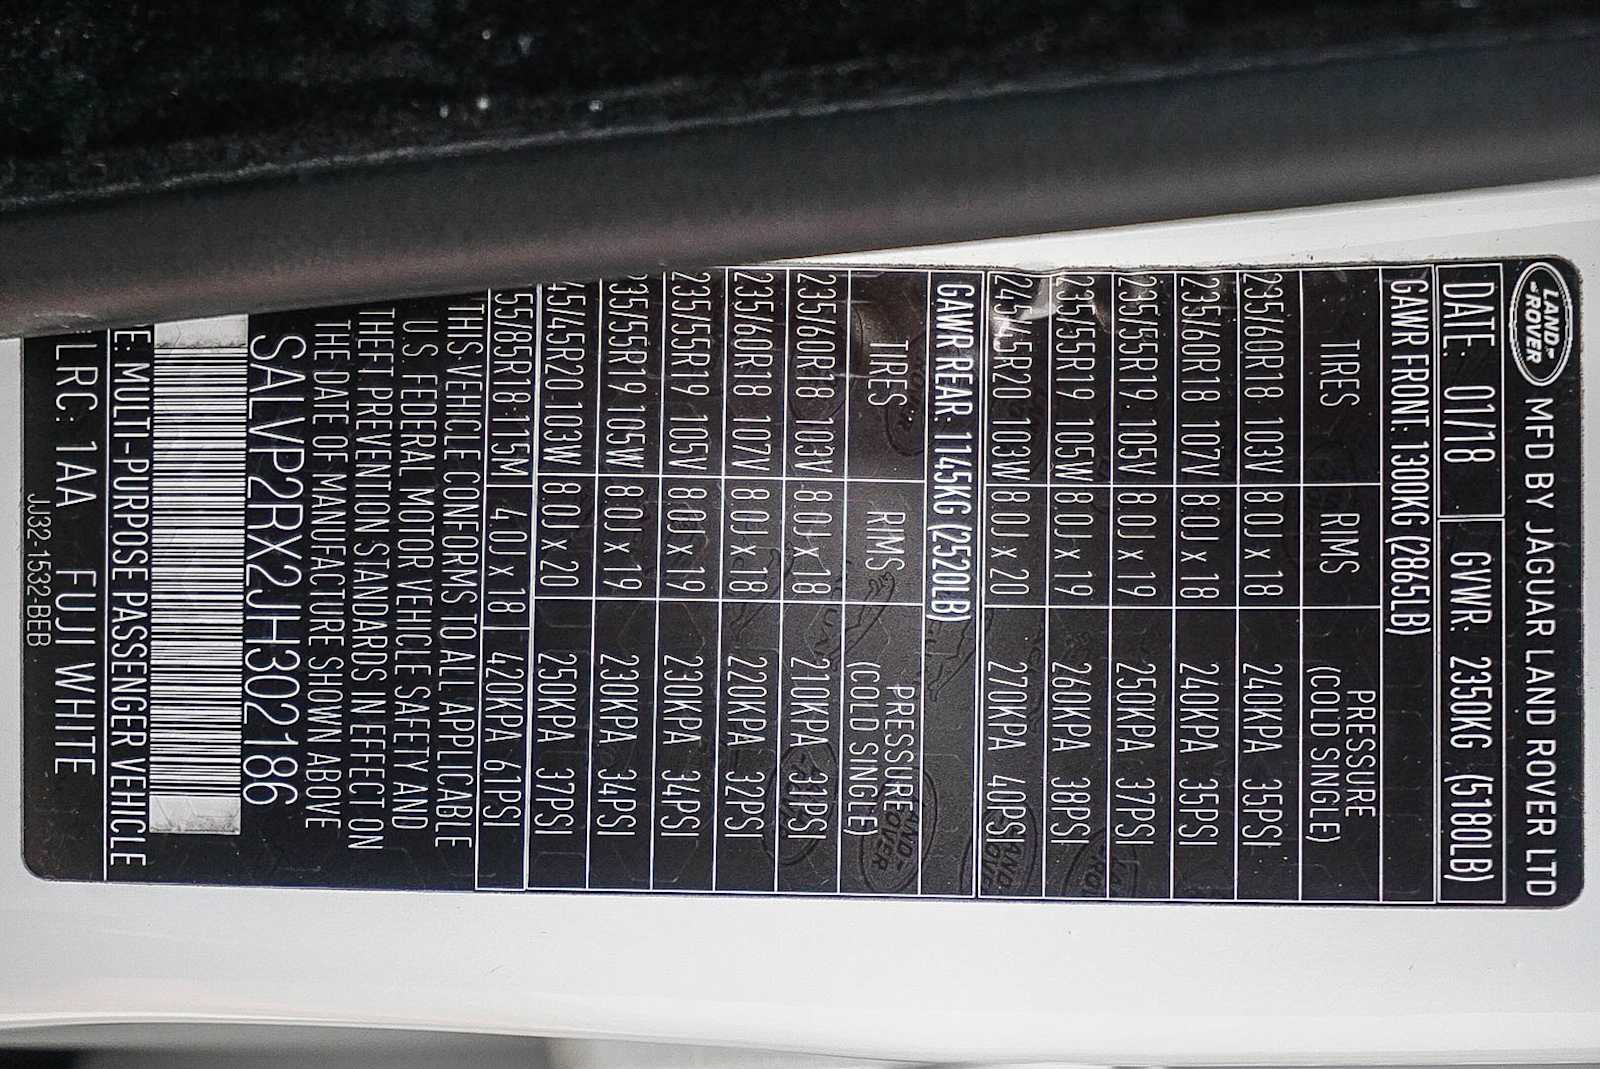 LAND ROVER MFD BY JAGUAR LAND ROVER LTD
DATE: 01/18 GVWR: 2350KG (5180LB)
GAWR FRONT: 1300KG (2865LB)
TIRES RIMS PRESSURE (COLD SINGLE)
235/60R18 103V 8.0J x 18 240KPA 35PSI
235/60R18 107V 8.0J x 18 240KPA 35PSI
235/55R19 105V 8.0J x 19 250KPA 37PSI
235/55R19 105W 8.0J x 19 260KPA 38PSI
245/45R20 103W 8.0J x 20 270KPA 40PSI
GAWR REAR: 1145KG (2520LB)
TIRES RIMS PRESSURE (COLD SINGLE)
235/60R18 103V 8.0J x 18 210KPA 31PSI
235/60R18 107V 8.0J x 18 220KPA 32PSI
235/55R19 105V 8.0J x 19 230KPA 34PSI
235/55R19 105W 8.0J x 19 230KPA 34PSI
45/45R20 103W 8.0J x 20 250KPA 37PSI
55/85R18 115M 4.0J x 18 420KPA 61PSI
THIS VEHICLE CONFORMS TO ALL APPLICABLE
U.S. FEDERAL MOTOR VEHICLE SAFETY AND
THEFT PREVENTION STANDARDS IN EFFECT ON
THE DATE OF MANUFACTURE SHOWN ABOVE
SALVP2RX2JH302186
E: MULTI-PURPOSE PASSENGER VEHICLE
LRC: 1AA FUJI WHITE
JJ32-1532-BEB